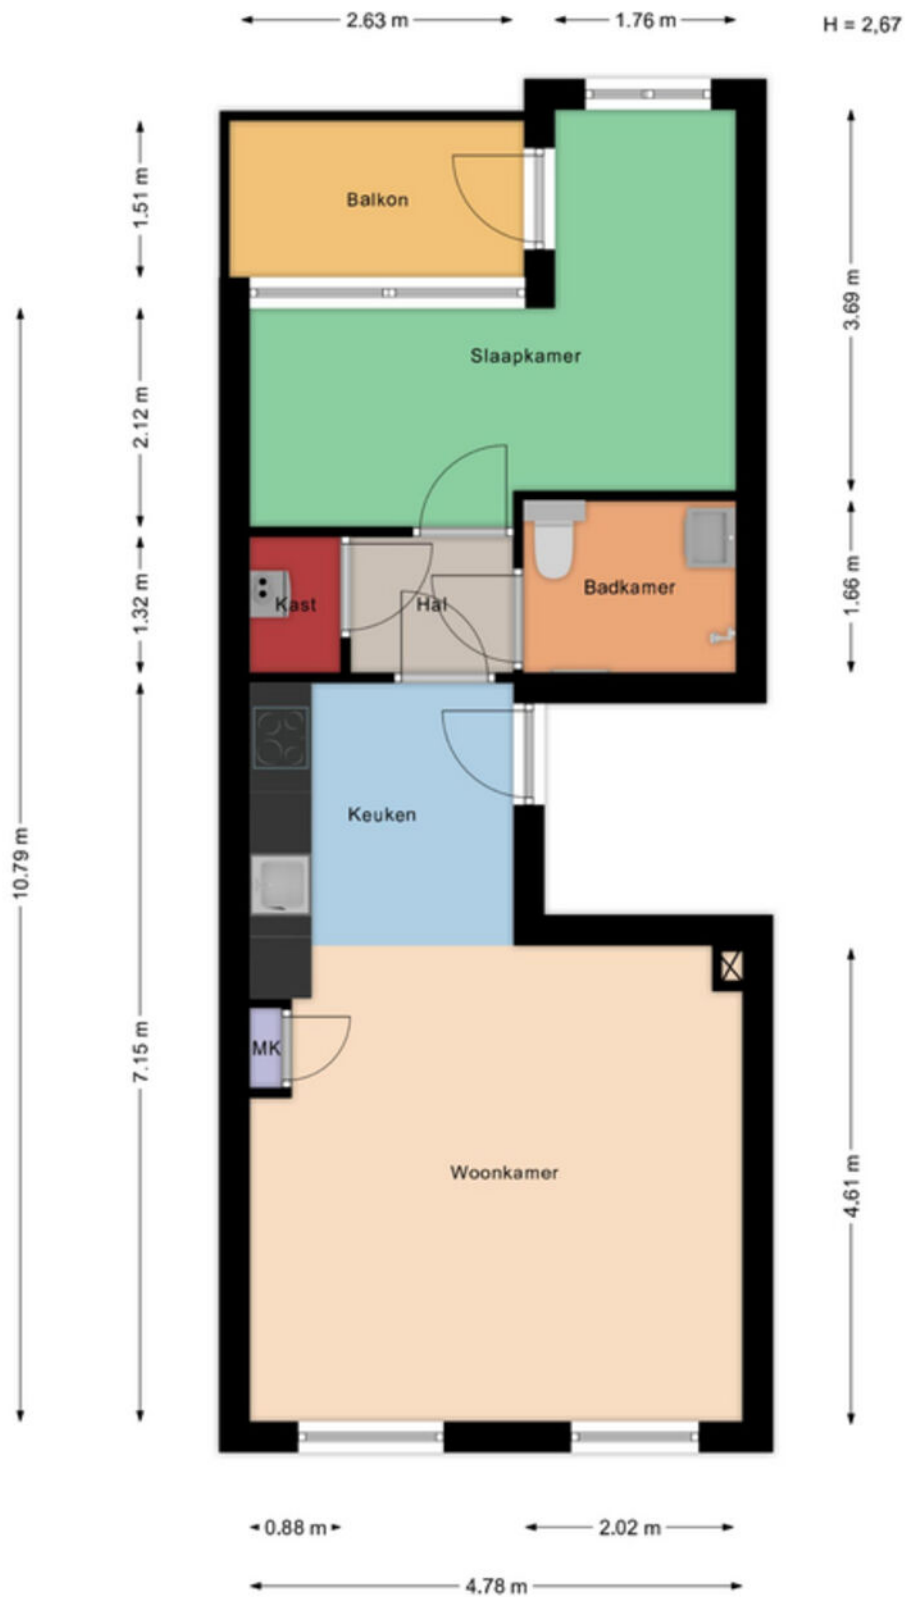 2.63 m
1.76 m
H = 2,67
1.51 m
Balkon
3.69 m
Slaapkamer
2.12 m
1.32 m
Kast
Hal
Badkamer
1.66 m
Keuken
10.79 m
7.15 m
MK
Woonkamer
4.61 m
0.88 m
2.02 m
4.78 m